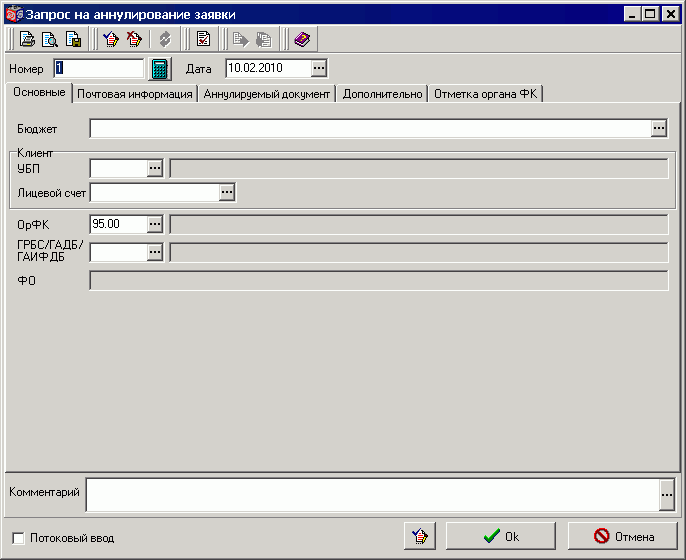 Запрос на аннулирование заявки
Номер 1 Дата 10.02.2010 ...
Основные Почтовая информация Аннулируемый документ Дополнительно Отметка органа ФК
Бюджет ...
Клиент
УБП ...
Лицевой счет ...
ОрФК 95.00 ...
ГРБС/ГАДБ/
ГАИФДБ ...
ФО
Комментарий ...
Потоковый ввод Ok Отмена